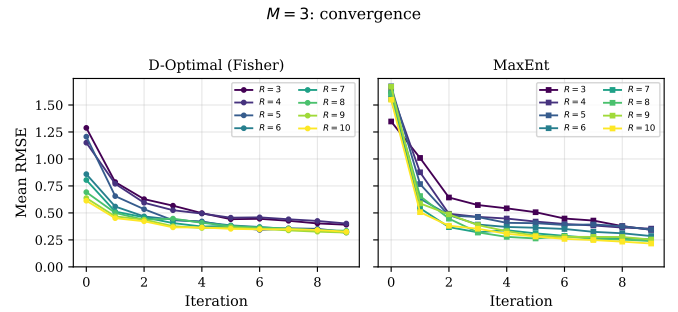 M = 3: convergence
D-Optimal (Fisher)
MaxEnt
Mean RMSE
1.50
1.25
1.00
0.75
0.50
0.25
0.00
R = 3 R = 7
R = 4 R = 8
R = 5 R = 9
R = 6 R = 10
0 2 4 6 8
Iteration
R = 3 R = 7
R = 4 R = 8
R = 5 R = 9
R = 6 R = 10
0 2 4 6 8
Iteration